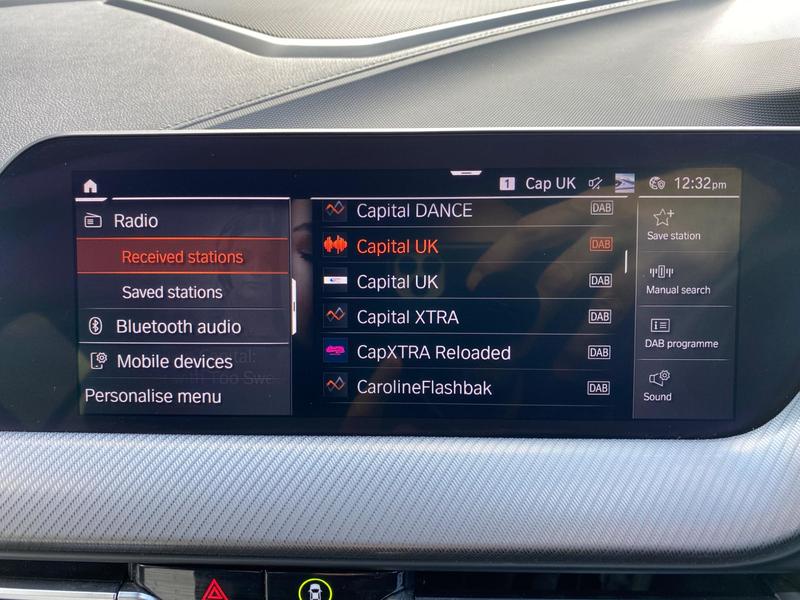 1 Cap UK 12:32pm
Radio
Received stations
Saved stations
Bluetooth audio
Mobile devices
Personalise menu
Capital DANCE DAB
Capital UK DAB
Capital UK DAB
Capital XTRA DAB
CapXTRA Reloaded DAB
CarolineFlashbak DAB
Save station
Manual search
DAB programme
Sound